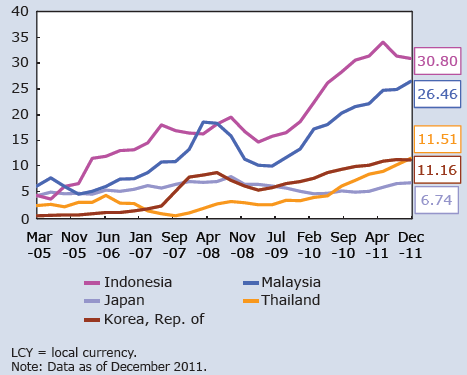 40
35
30
25
20
15
10
5
0
30.80
26.46
11.51
11.16
6.74
Mar Nov Jun Jan Sep Apr Nov Jul Feb Sep Apr Dec
-05 -05 -06 -07 -07 -08 -08 -09 -10 -10 -11 -11
Indonesia Malaysia
Japan Thailand
Korea, Rep. of
LCY = local currency.
Note: Data as of December 2011.